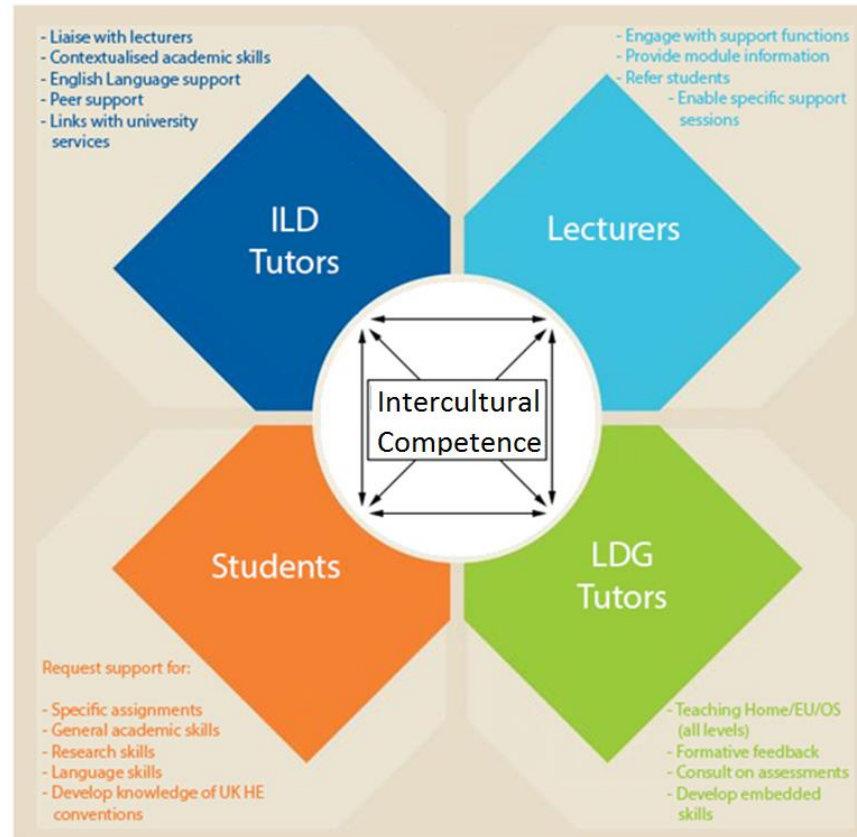 - Liaise with lecturers
- Contextualised academic skills
- English Language support
- Peer support
- Links with university
services
- Engage with support functions
- Provide module information
- Refer students
- Enable specific support
sessions
ILD
Tutors
Lecturers
Intercultural
Competence
Students
LDG
Tutors
Request support for:
- Specific assignments
- General academic skills
- Research skills
- Language skills
- Develop knowledge of UK HE
conventions
- Teaching Home/EU/OS
(all levels)
- Formative feedback
- Consult on assessments
- Develop embedded
skills